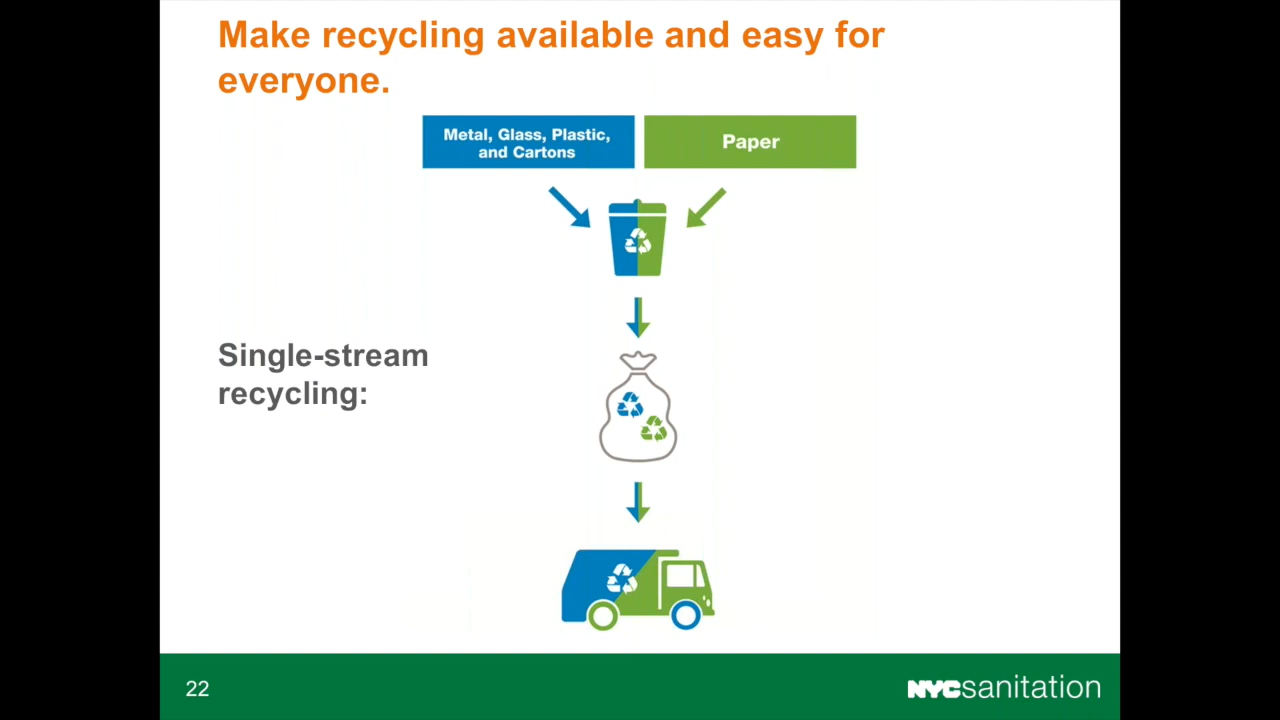 Make recycling available and easy for
everyone.
Metal, Glass, Plastic,
and Cartons
Paper
Single-stream
recycling:
22
NYCsanitation